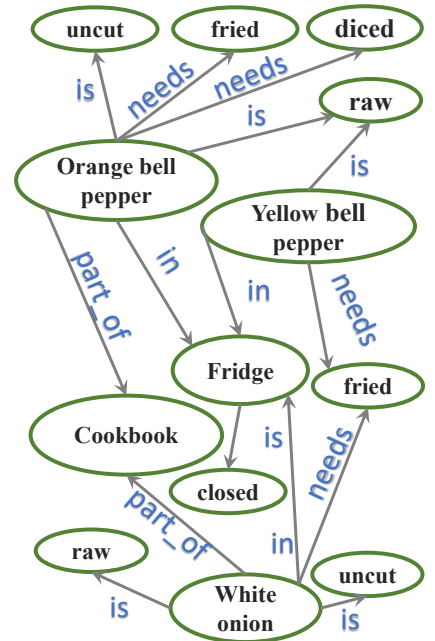 uncut
fried
diced
is
needs
needs
is
raw
Orange bell
pepper
is
Yellow bell
pepper
part_of
in
in
needs
Fridge
fried
Cookbook
is
needs
closed
part_of
raw
in
uncut
is
White
onion
is